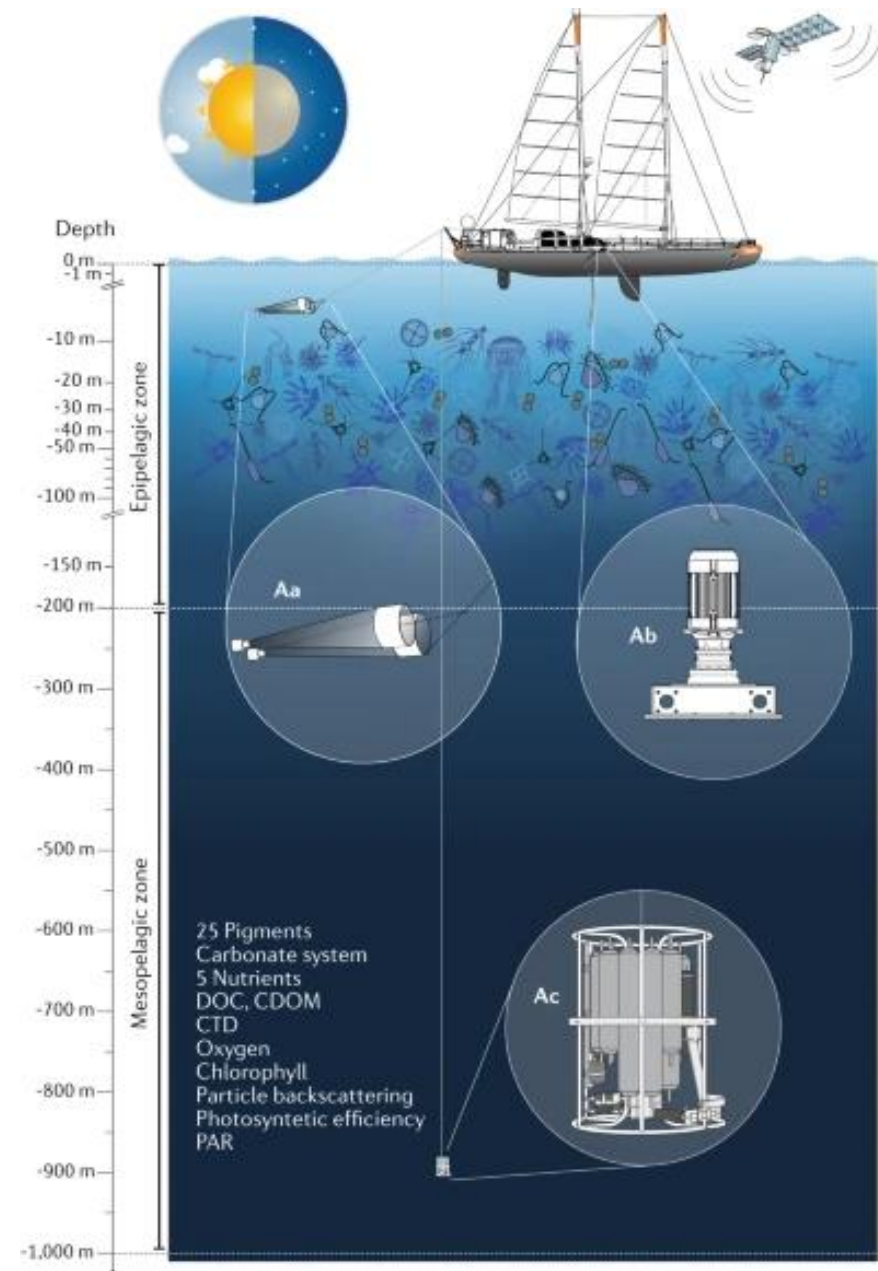 Depth
0 m
-1 m
-10 m
-20 m
-30 m
-40 m
-50 m
-100 m
-150 m
-200 m
-300 m
-400 m
-500 m
-600 m
-700 m
-800 m
-900 m
-1,000 m
Epipelagic zone
Mesopelagic zone
Aa
Ab
Ac
25 Pigments
Carbonate system
5 Nutrients
DOC, CDOM
CTD
Oxygen
Chlorophyll
Particle backscattering
Photosyntetic efficiency
PAR